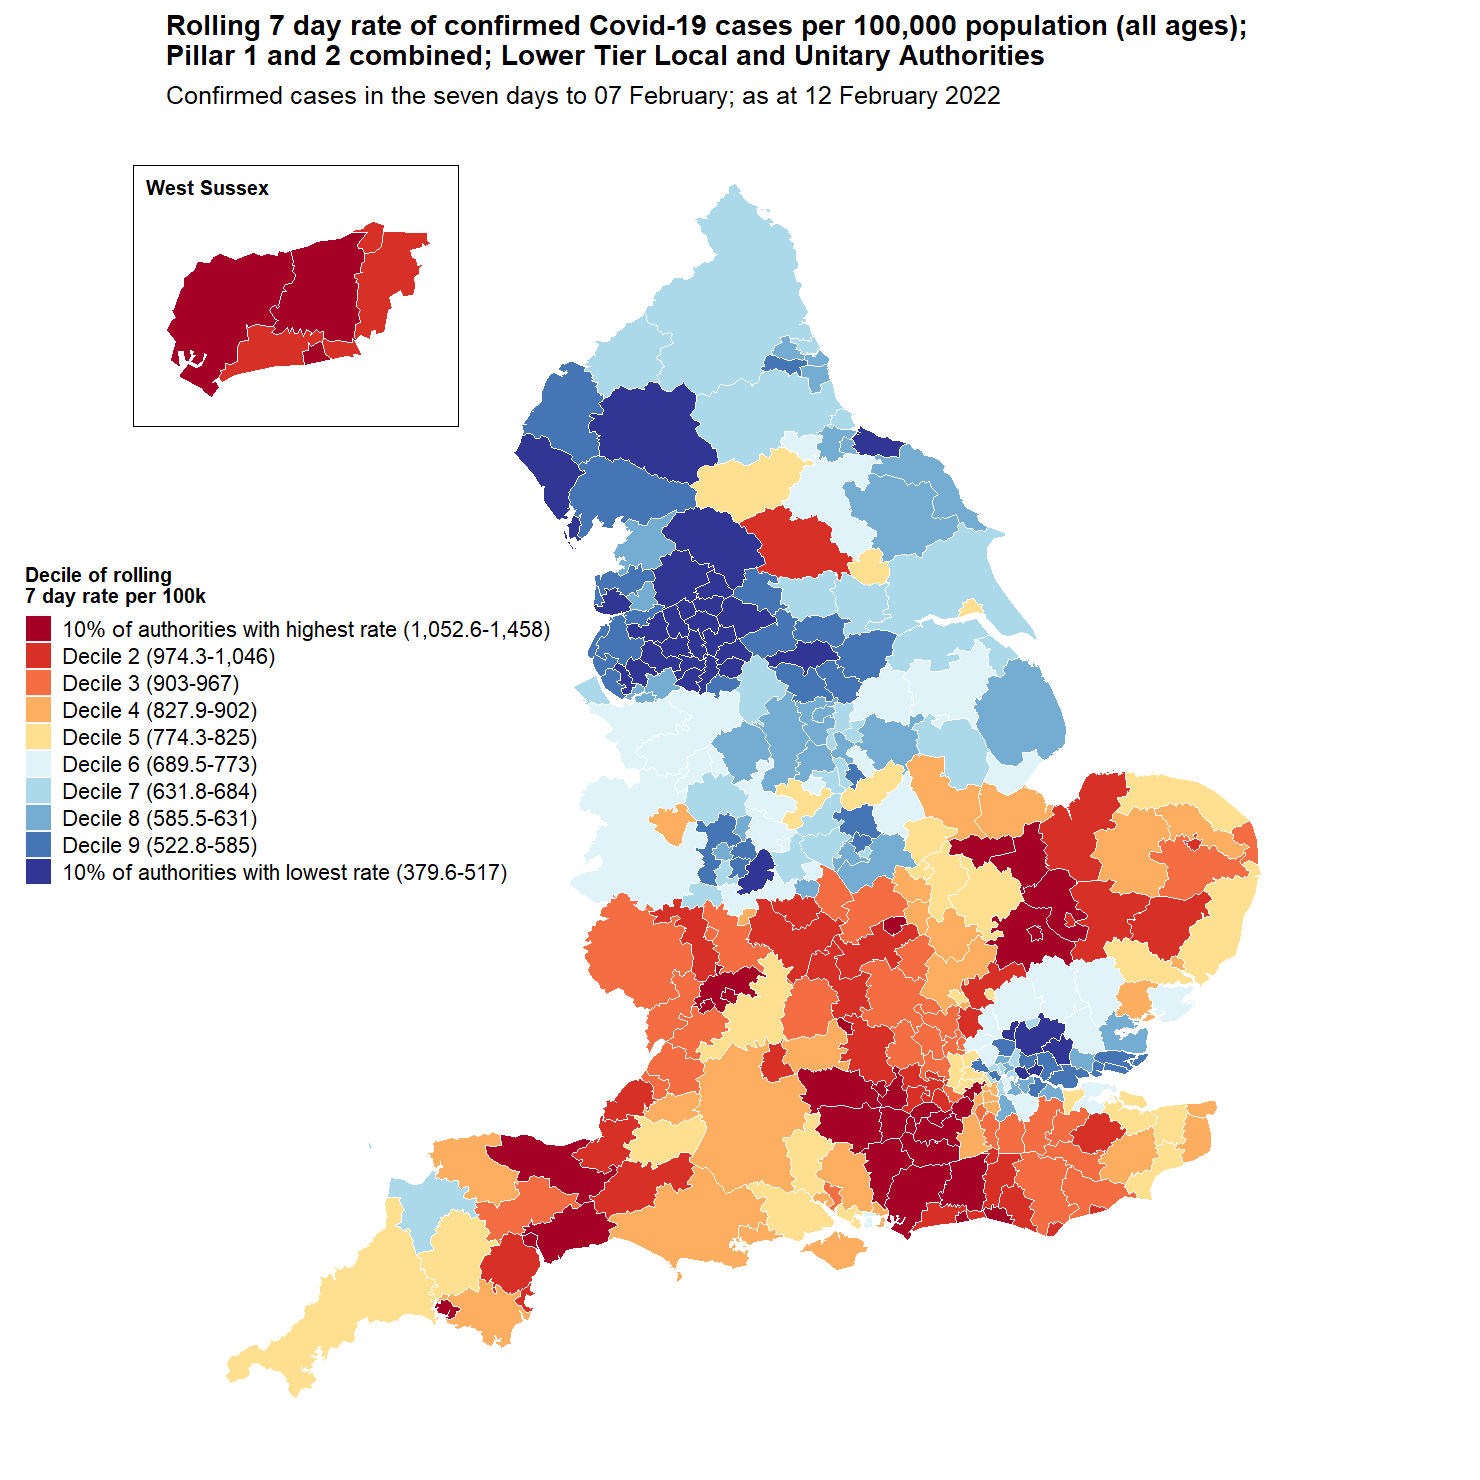 Rolling 7 day rate of confirmed Covid-19 cases per 100,000 population (all ages);
Pillar 1 and 2 combined; Lower Tier Local and Unitary Authorities
Confirmed cases in the seven days to 07 February; as at 12 February 2022
West Sussex
Decile of rolling
7 day rate per 100k
10% of authorities with highest rate (1,052.6-1,458)
Decile 2 (974.3-1,046)
Decile 3 (903-967)
Decile 4 (827.9-902)
Decile 5 (774.3-825)
Decile 6 (689.5-773)
Decile 7 (631.8-684)
Decile 8 (585.5-631)
Decile 9 (522.8-585)
10% of authorities with lowest rate (379.6-517)